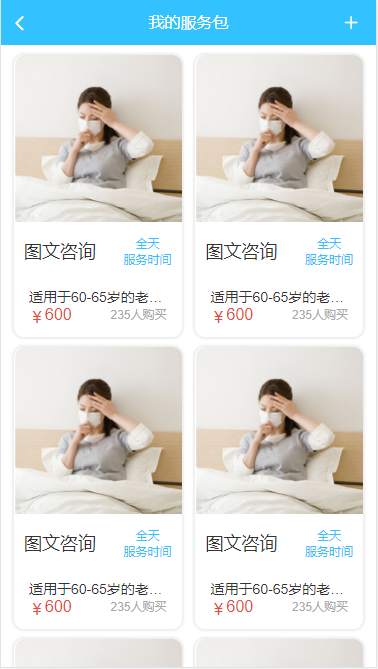 我的服务包
图文咨询
全天
服务时间
适用于60-65岁的老...
￥600
235人购买
图文咨询
全天
服务时间
适用于60-65岁的老...
￥600
235人购买
图文咨询
全天
服务时间
适用于60-65岁的老...
￥600
235人购买
图文咨询
全天
服务时间
适用于60-65岁的老...
￥600
235人购买